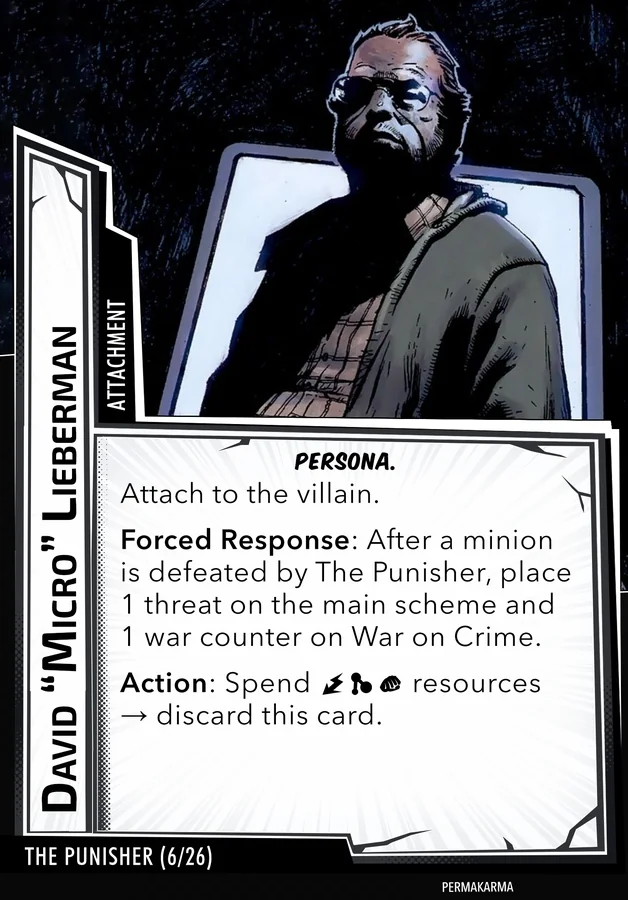 DAVID “MICRO” LIEBERMAN
ATTACHMENT
PERSONA.
Attach to the villain.
Forced Response: After a minion
is defeated by The Punisher, place
1 threat on the main scheme and
1 war counter on War on Crime.
Action: Spend resources
→ discard this card.
THE PUNISHER (6/26)
PERMAKARMA